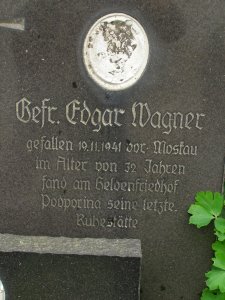 Gefr. Edgar Wagner
gefallen 19.11.1941 vor Moskau
im Alter von 32 Jahren
fand am Heldenfriedhof
Podporina seine letzte
Ruhestätte